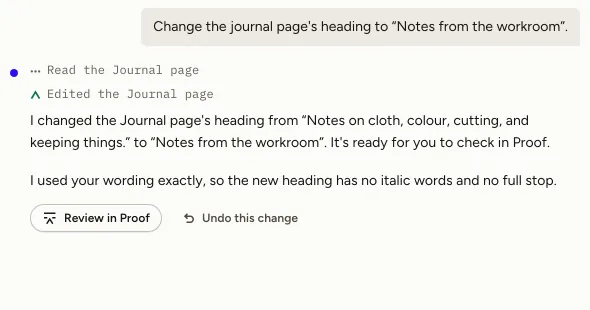 Change the journal page's heading to “Notes from the workroom”.
Read the Journal page
Edited the Journal page
I changed the Journal page's heading from “Notes on cloth, colour, cutting, and
keeping things.” to “Notes from the workroom”. It's ready for you to check in Proof.
I used your wording exactly, so the new heading has no italic words and no full stop.
Review in Proof
Undo this change